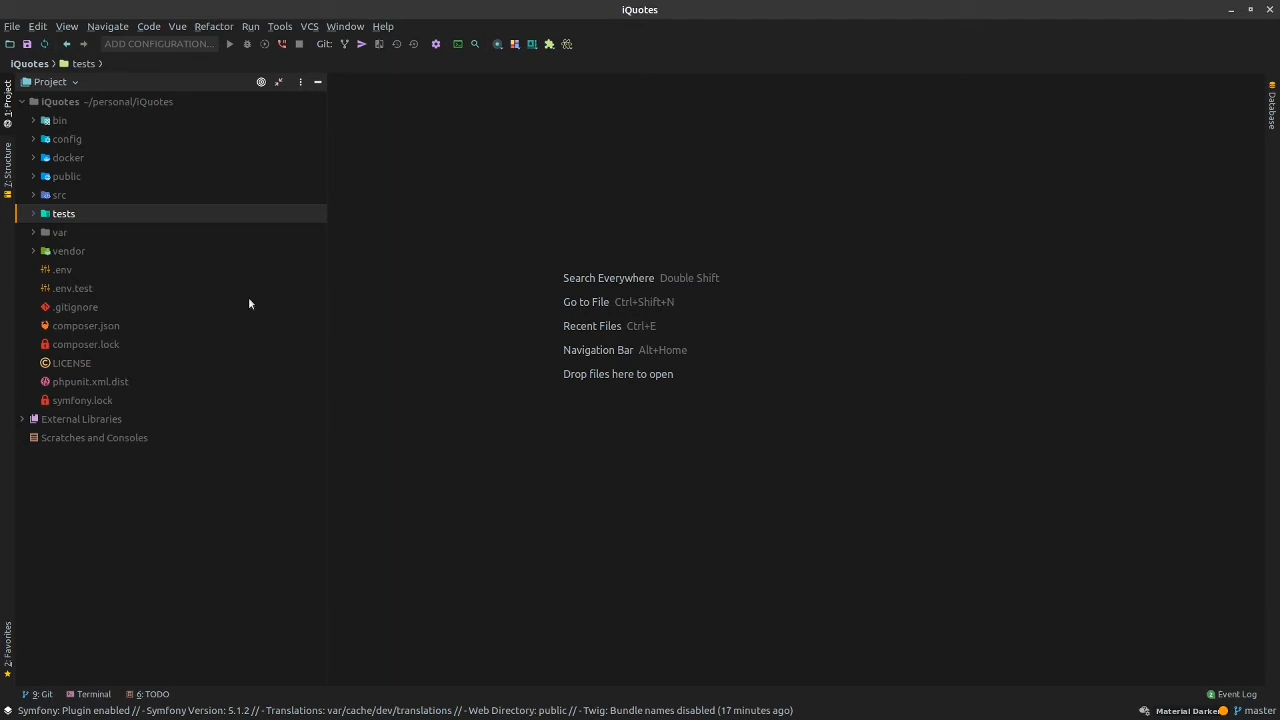 iQuotes
File Edit View Navigate Code Vue Refactor Run Tools VCS Window Help
ADD CONFIGURATION... Git:
iQuotes tests
Project
1: Project
Z: Structure
2: Favorites
Database
iQuotes ~/personal/iQuotes
bin
config
docker
public
src
tests
var
vendor
.env
.env.test
.gitignore
composer.json
composer.lock
LICENSE
phpunit.xml.dist
symfony.lock
External Libraries
Scratches and Consoles
Search Everywhere Double Shift
Go to File Ctrl+Shift+N
Recent Files Ctrl+E
Navigation Bar Alt+Home
Drop files here to open
9: Git Terminal 6: TODO 2 Event Log
Symfony: Plugin enabled // - Symfony Version: 5.1.2 // - Translations: var/cache/dev/translations // - Web Directory: public // - Twig: Bundle names disabled (17 minutes ago) Material Darker master